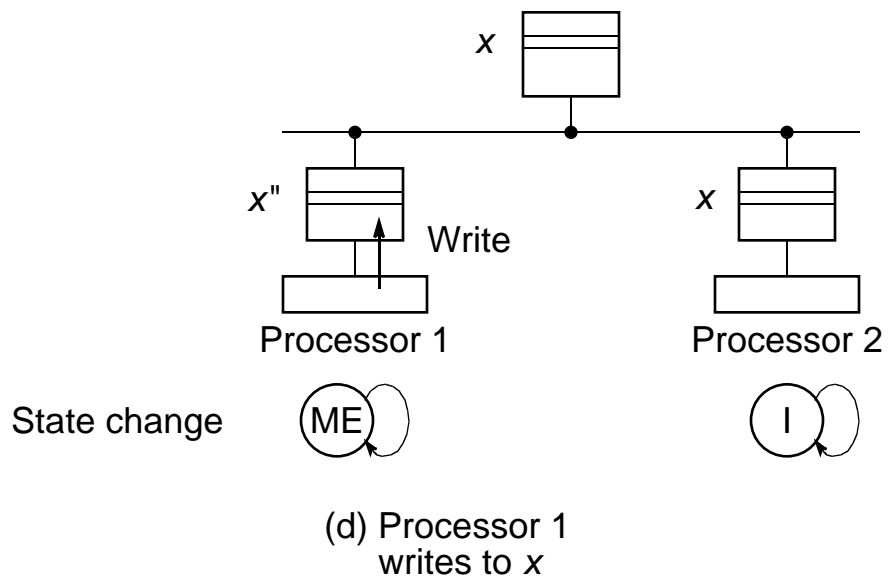 x
x"
Write
x
Processor 1
Processor 2
State change
ME
I
(d) Processor 1
writes to x